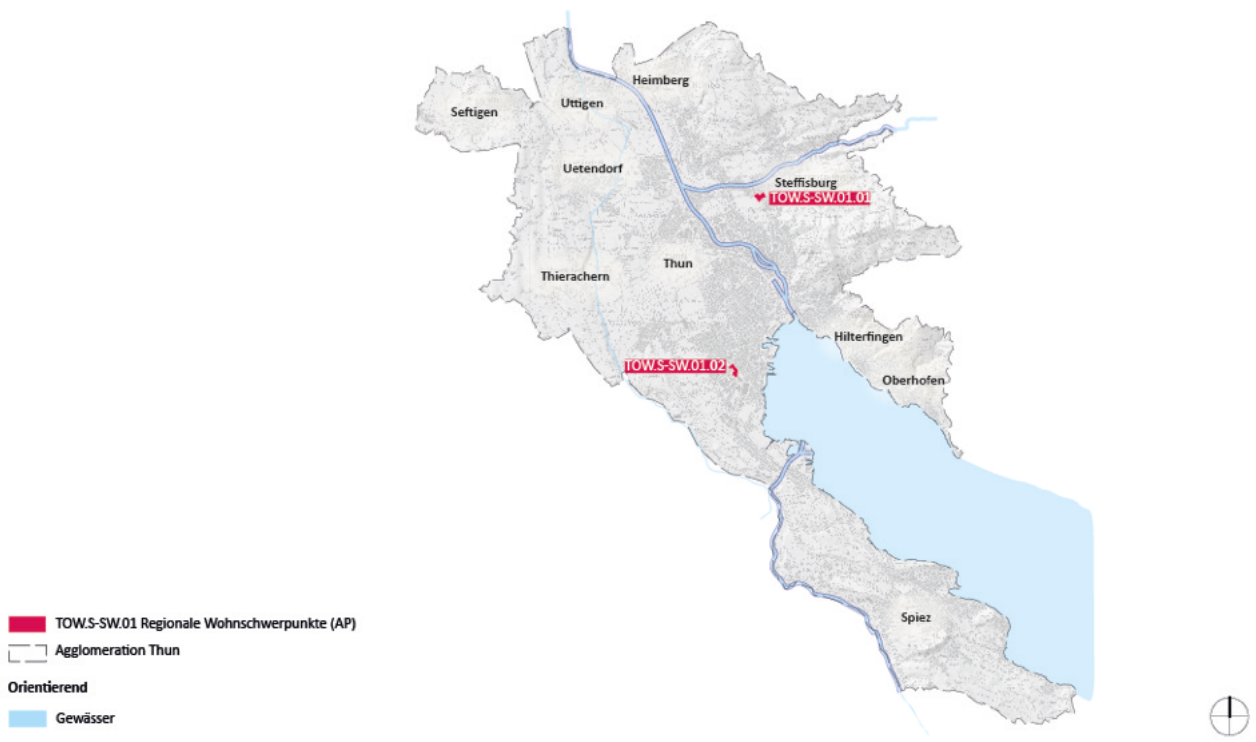 Heimberg
Uttigen
Seftigen
Uetendorf
Steffisburg
TOW.S-SW.01.01
Thun
Thierachern
Hilterfingen
TOW.S-SW.01.02
Oberhofen
Spiez
TOW.S-SW.01 Regionale Wohnschwerpunkte (AP)
Agglomeration Thun
Orientierend
Gewässer